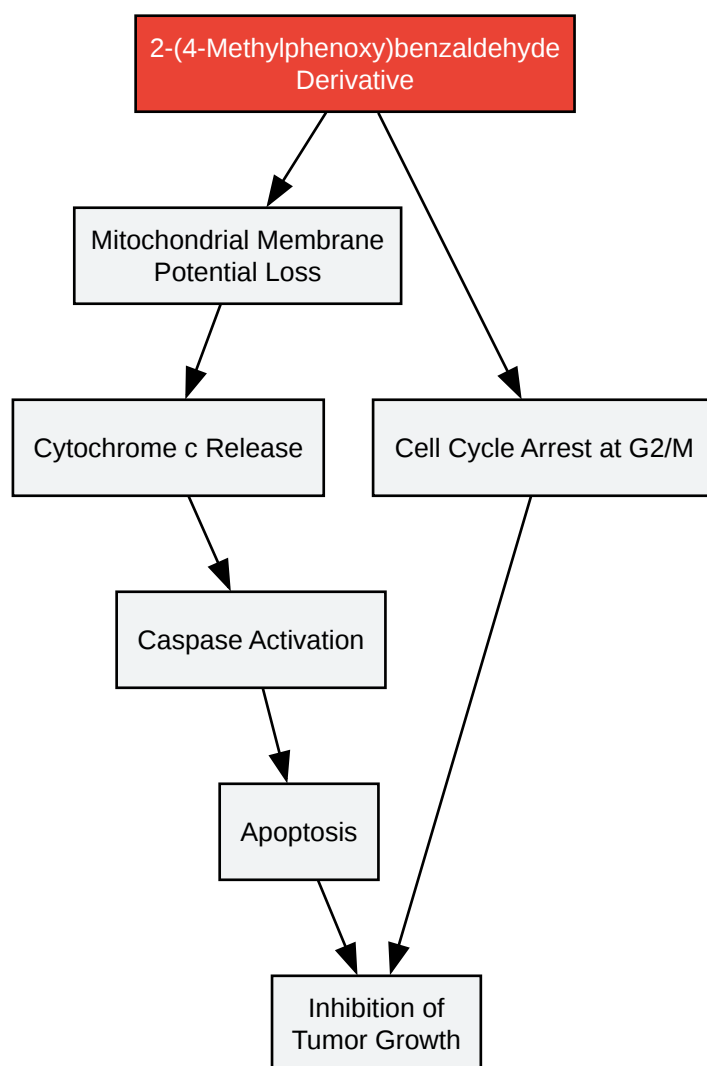 2-(4-Methylphenoxy)benzaldehyde
Derivative
Mitochondrial Membrane
Potential Loss
Cytochrome c Release
Cell Cycle Arrest at G2/M
Caspase Activation
Apoptosis
Inhibition of
Tumor Growth